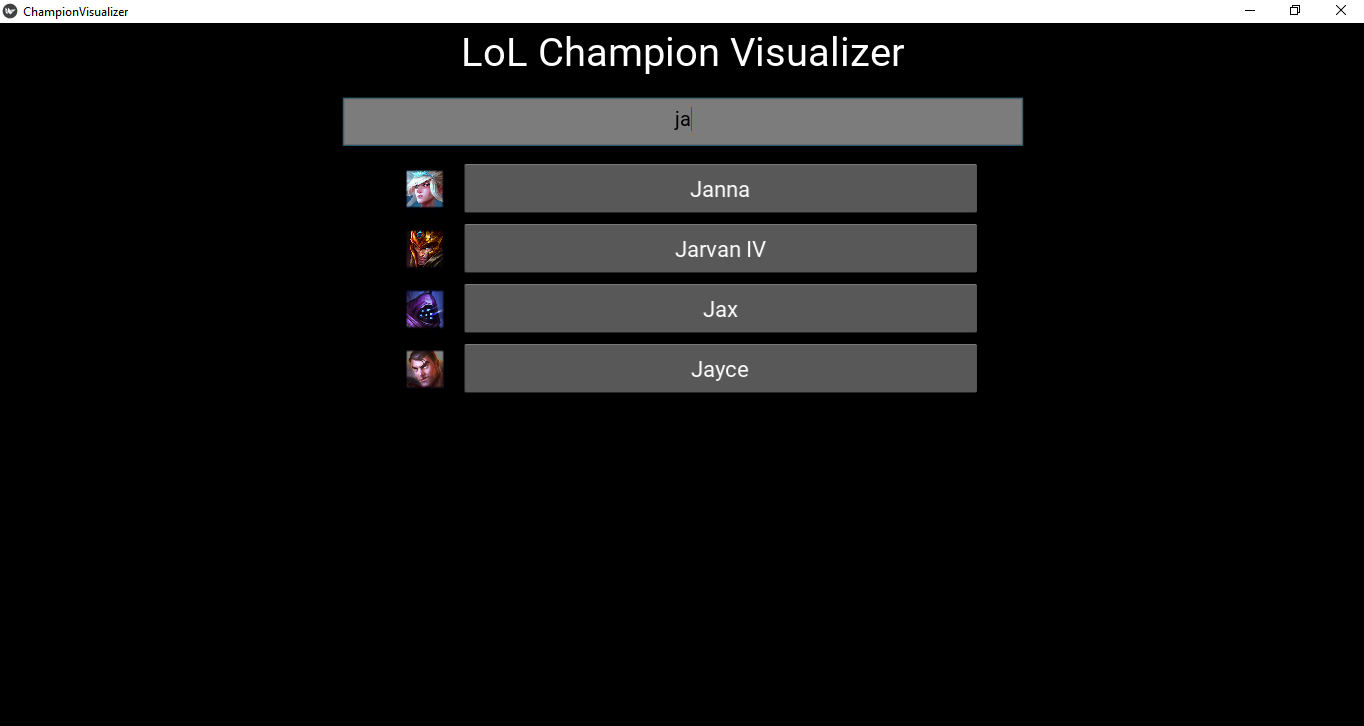 ChampionVisualizer
LoL Champion Visualizer
ja
Janna
Jarvan IV
Jax
Jayce